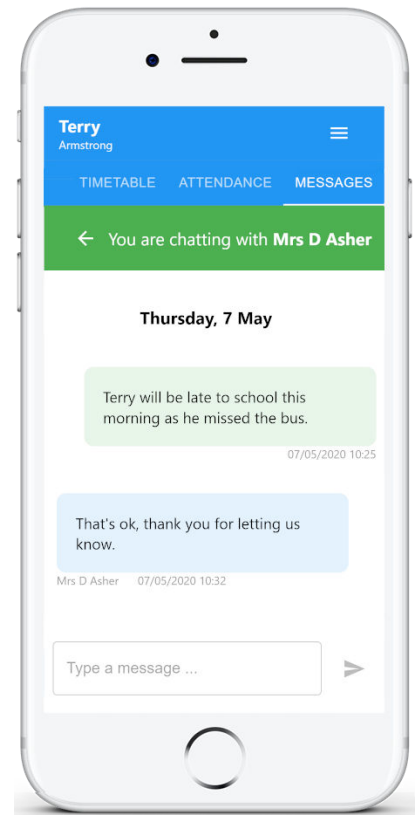 Terry
Armstrong
TIMETABLE ATTENDANCE MESSAGES
← You are chatting with Mrs D Asher
Thursday, 7 May
Terry will be late to school this
morning as he missed the bus.
07/05/2020 10:25
That's ok, thank you for letting us
know.
Mrs D Asher 07/05/2020 10:32
Type a message ...